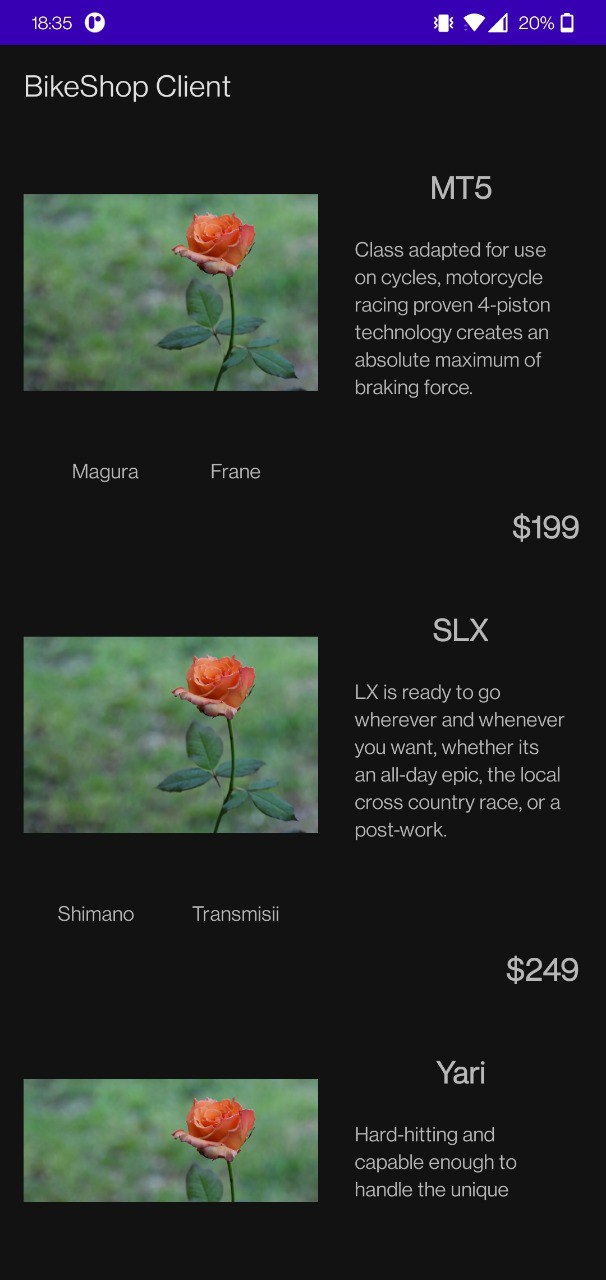 18:35 20%
BikeShop Client
MT5
Class adapted for use
on cycles, motorcycle
racing proven 4-piston
technology creates an
absolute maximum of
braking force.
Magura Frane
$199
SLX
LX is ready to go
wherever and whenever
you want, whether its
an all-day epic, the local
cross country race, or a
post-work.
Shimano Transmisii
$249
Yari
Hard-hitting and
capable enough to
handle the unique